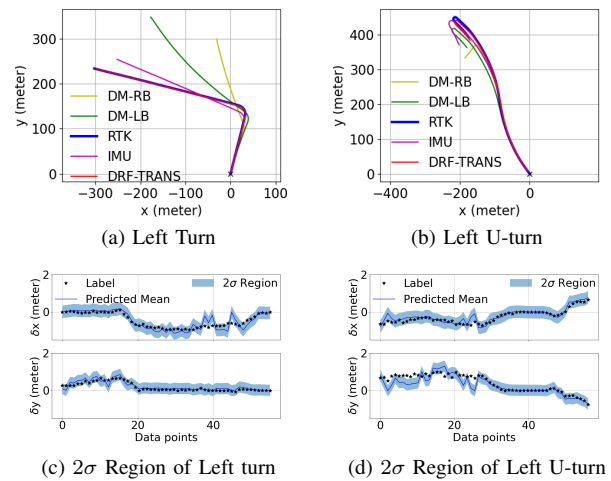 300
200
100
0
y (meter)
DM-RB
DM-LB
RTK
IMU
DRF-TRANS
−300 −200 −100 0 100
x (meter)
(a) Left Turn
400
300
200
100
0
y (meter)
DM-RB
DM-LB
RTK
IMU
DRF-TRANS
−400 −200 0
x (meter)
(b) Left U-turn
2
0
δx (meter)
Label
Predicted Mean
2σ Region
2
0
δy (meter)
0 20 40
Data points
(c) 2σ Region of Left turn
2
0
δx (meter)
Label
Predicted Mean
2σ Region
2
0
δy (meter)
0 20 40
Data points
(d) 2σ Region of Left U-turn